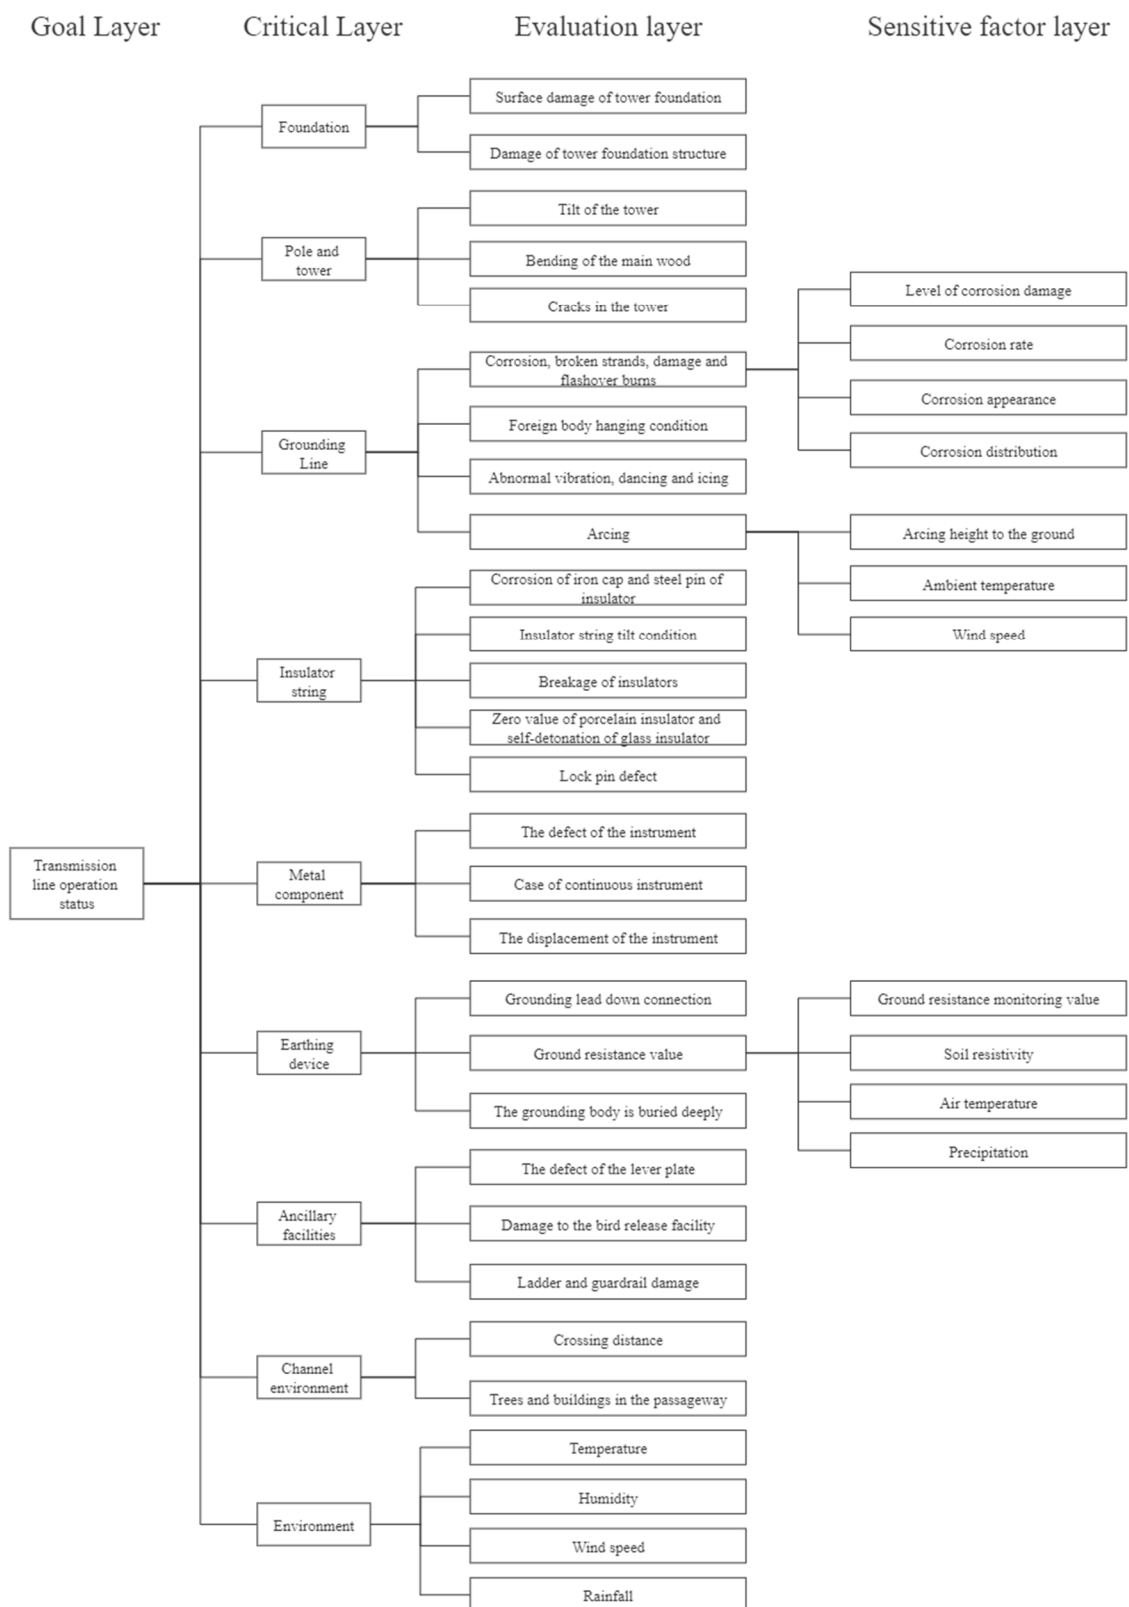 Goal Layer
Critical Layer
Evaluation layer
Sensitive factor layer
Transmission
line operation
status
Foundation
Surface damage of tower foundation
Damage of tower foundation structure
Pole and
tower
Tilt of the tower
Bending of the main wood
Cracks in the tower
Grounding
Line
Corrosion, broken strands, damage and
flashover burns
Level of corrosion damage
Corrosion rate
Corrosion appearance
Corrosion distribution
Foreign body hanging condition
Abnormal vibration, dancing and icing
Arcing
Arcing height to the ground
Ambient temperature
Wind speed
Insulator
string
Corrosion of iron cap and steel pin of
insulator
Insulator string tilt condition
Breakage of insulators
Zero value of porcelain insulator and
self-detonation of glass insulator
Lock pin defect
Metal
component
The defect of the instrument
Case of continuous instrument
The displacement of the instrument
Earthing
device
Grounding lead down connection
Ground resistance value
Ground resistance monitoring value
Soil resistivity
Air temperature
Precipitation
The grounding body is buried deeply
Ancillary
facilities
The defect of the lever plate
Damage to the bird release facility
Ladder and guardrail damage
Channel
environment
Crossing distance
Trees and buildings in the passageway
Environment
Temperature
Humidity
Wind speed
Rainfall